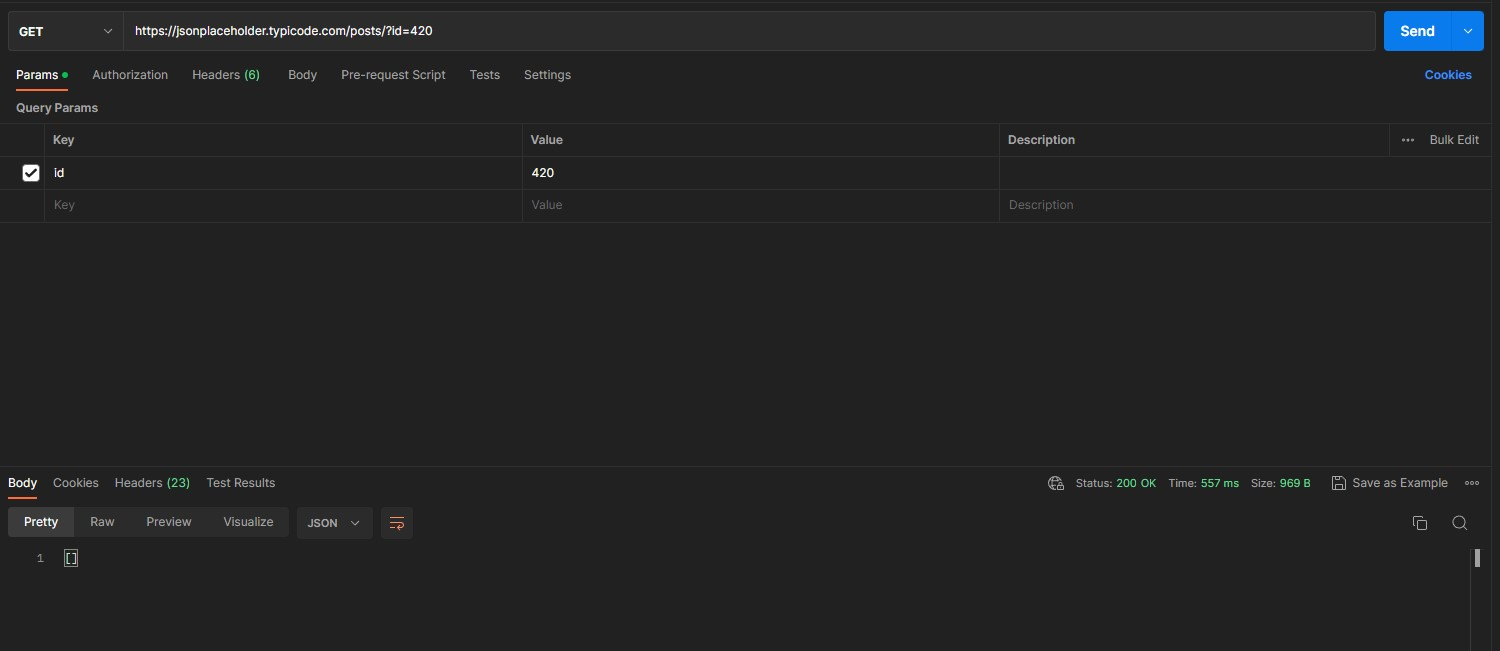 GET https://jsonplaceholder.typicode.com/posts/?id=420 Send
Params Authorization Headers (6) Body Pre-request Script Tests Settings Cookies
Query Params
Key Value Description ••• Bulk Edit
id 420
Key Value Description
Body Cookies Headers (23) Test Results Status: 200 OK Time: 557 ms Size: 969 B Save as Example
Pretty Raw Preview Visualize JSON
1 []